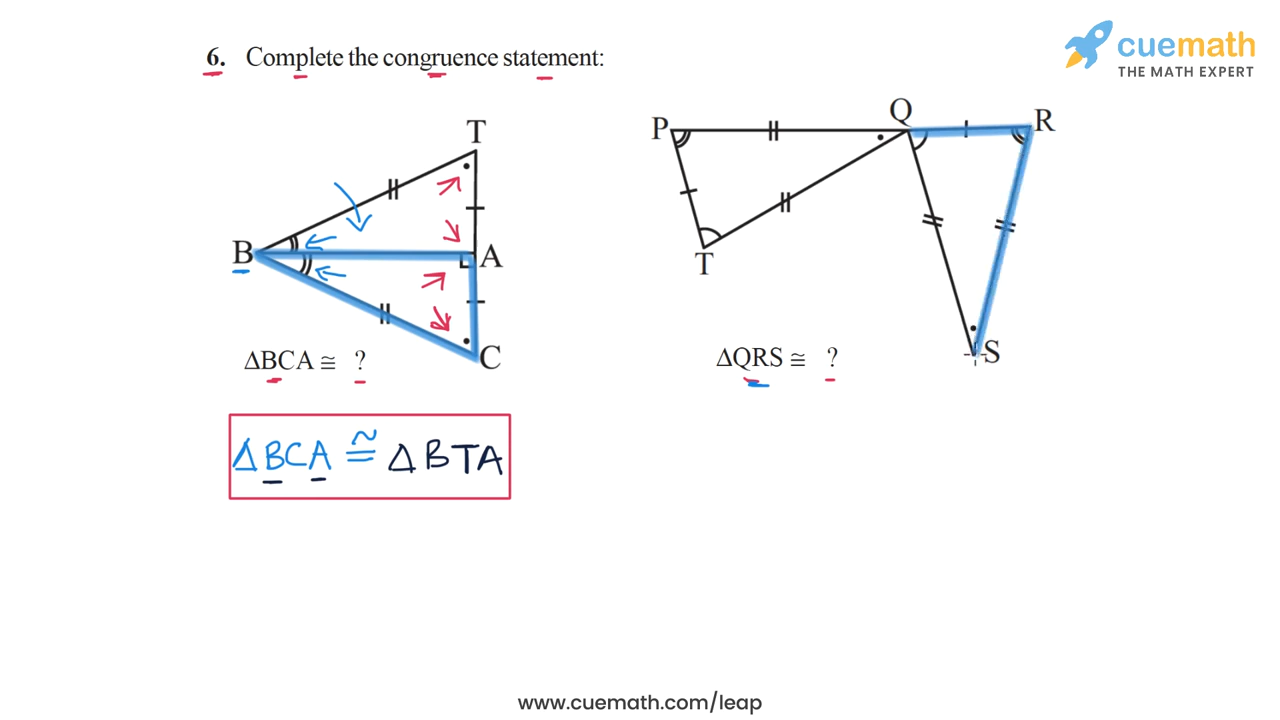 cuemath
THE MATH EXPERT
6. Complete the congruence statement:
T
B
A
C
ΔBCA ≅ ?
ΔBCA ≅ ΔBTA
P
Q
R
T
S
ΔQRS ≅ ?
www.cuemath.com/leap